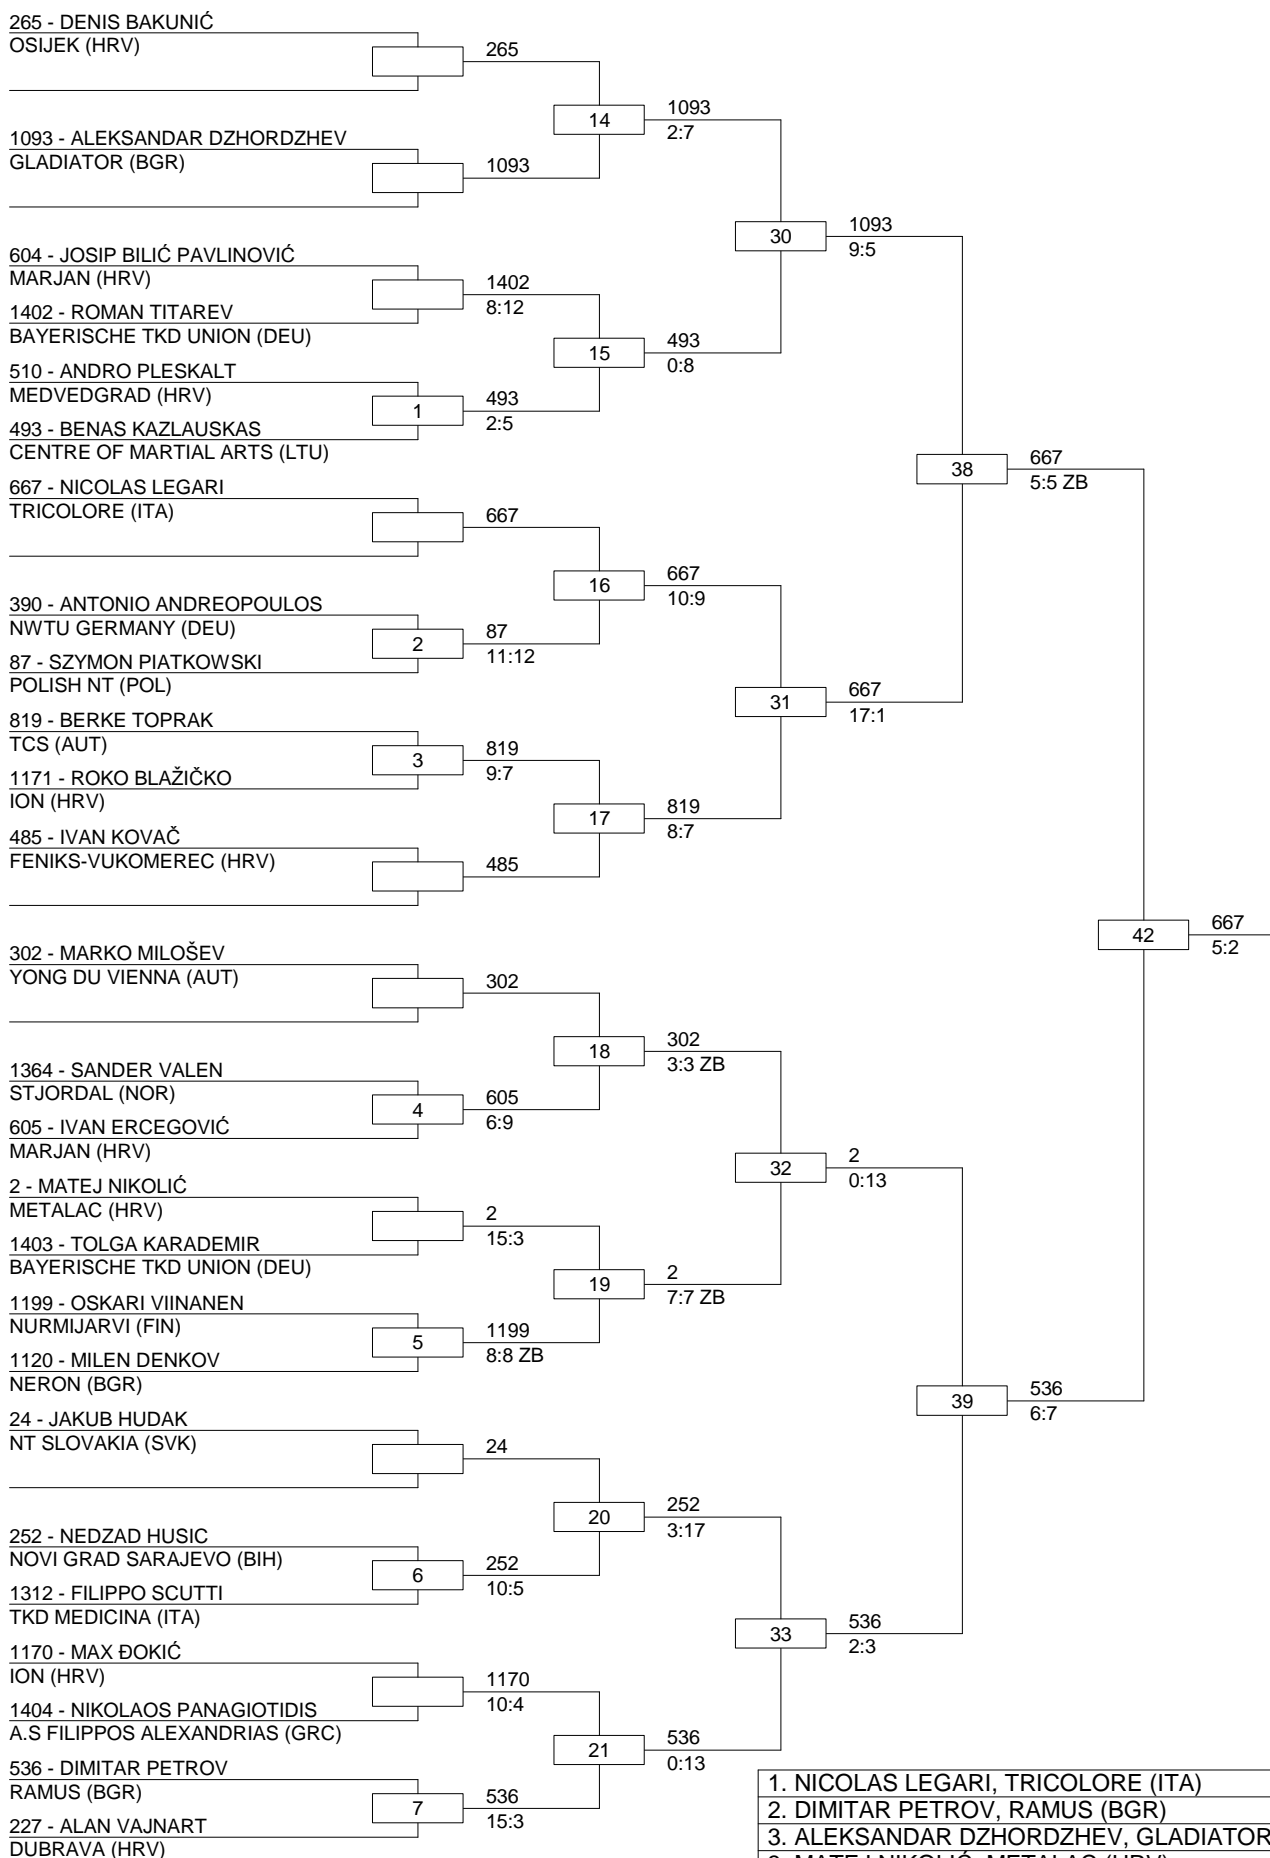 265 - DENIS BAKUNIĆ
OSIJEK (HRV)
265
14
1093
2:7
1093 - ALEKSANDAR DZHORDZHEV
GLADIATOR (BGR)
1093
30
1093
9:5
604 - JOSIP BILIĆ PAVLINOVIĆ
MARJAN (HRV)
1402
8:12
1402 - ROMAN TITAREV
BAYERISCHE TKD UNION (DEU)
15
493
0:8
510 - ANDRO PLESKALT
MEDVEDGRAD (HRV)
1
493
2:5
493 - BENAS KAZLAUSKAS
CENTRE OF MARTIAL ARTS (LTU)
38
667
5:5 ZB
667 - NICOLAS LEGARI
TRICOLORE (ITA)
667
16
667
10:9
390 - ANTONIO ANDREOPOULOS
NWTU GERMANY (DEU)
2
87
11:12
87 - SZYMON PIATKOWSKI
POLISH NT (POL)
31
667
17:1
819 - BERKE TOPRAK
TCS (AUT)
3
819
9:7
1171 - ROKO BLAŽIČKO
ION (HRV)
17
819
8:7
485 - IVAN KOVAČ
FENIKS-VUKOMEREC (HRV)
485
42
667
5:2
302 - MARKO MILOŠEV
YONG DU VIENNA (AUT)
302
18
302
3:3 ZB
1364 - SANDER VALEN
STJORDAL (NOR)
4
605
6:9
605 - IVAN ERCEGOVIĆ
MARJAN (HRV)
32
2
0:13
2 - MATEJ NIKOLIĆ
METALAC (HRV)
2
15:3
1403 - TOLGA KARADEMIR
BAYERISCHE TKD UNION (DEU)
19
2
7:7 ZB
1199 - OSKARI VIINANEN
NURMIJARVI (FIN)
5
1199
8:8 ZB
1120 - MILEN DENKOV
NERON (BGR)
39
536
6:7
24 - JAKUB HUDAK
NT SLOVAKIA (SVK)
24
20
252
3:17
252 - NEDZAD HUSIC
NOVI GRAD SARAJEVO (BIH)
6
252
10:5
1312 - FILIPPO SCUTTI
TKD MEDICINA (ITA)
33
536
2:3
1170 - MAX ĐOKIĆ
ION (HRV)
1170
10:4
1404 - NIKOLAOS PANAGIOTIDIS
A.S FILIPPOS ALEXANDRIAS (GRC)
21
536
0:13
536 - DIMITAR PETROV
RAMUS (BGR)
7
536
15:3
227 - ALAN VAJNART
DUBRAVA (HRV)
1. NICOLAS LEGARI, TRICOLORE (ITA)
2. DIMITAR PETROV, RAMUS (BGR)
3. ALEKSANDAR DZHORDZHEV, GLADIATOR
3. MATEJ NIKOLIĆ, METALAC (HRV)